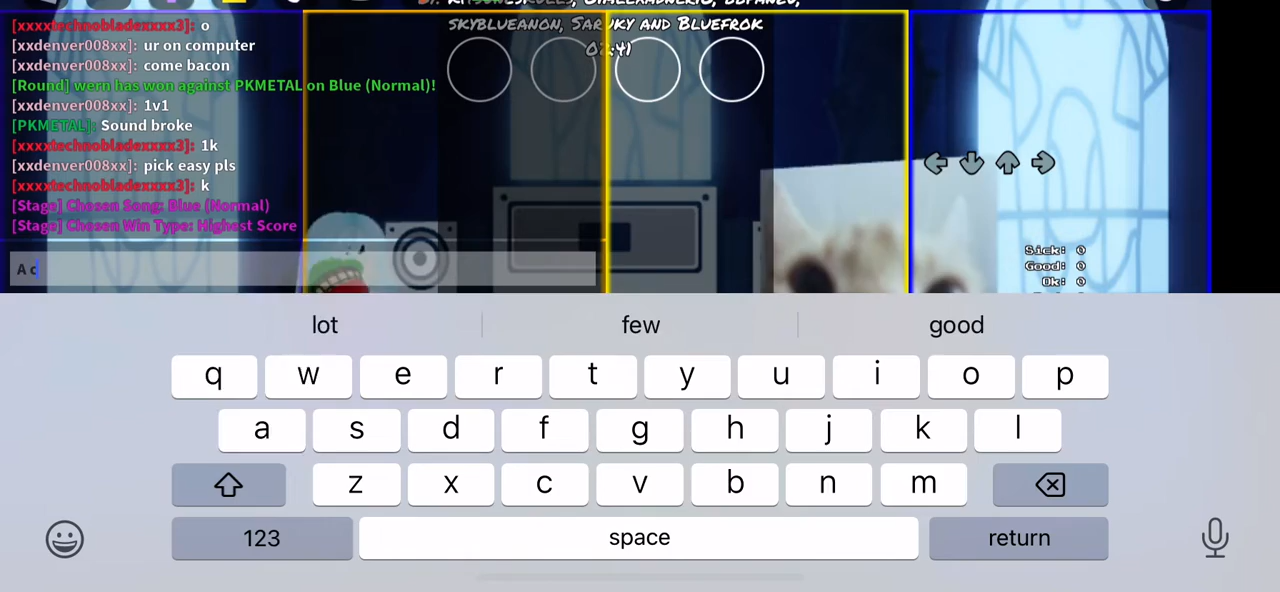 [xxxxtechnobladexxxx3]: o
[xxdenver008xx]: ur on computer
[xxdenver008xx]: come bacon
[Round] wern has won against PKMETAL on Blue (Normal)!
[xxdenver008xx]: 1v1
[PKMETAL]: Sound broke
[xxxxtechnobladexxxx3]: 1k
[xxdenver008xx]: pick easy pls
[xxxxtechnobladexxxx3]: k
[Stage] Chosen Song: Blue (Normal)
[Stage] Chosen Win Type: Highest Score
skyblueanon, Saruky and Bluefrok
02:41
Sick: 0
Good: 0
Ok: 0
A c
lot few good
q w e r t y u i o p
a s d f g h j k l
z x c v b n m
123 space return